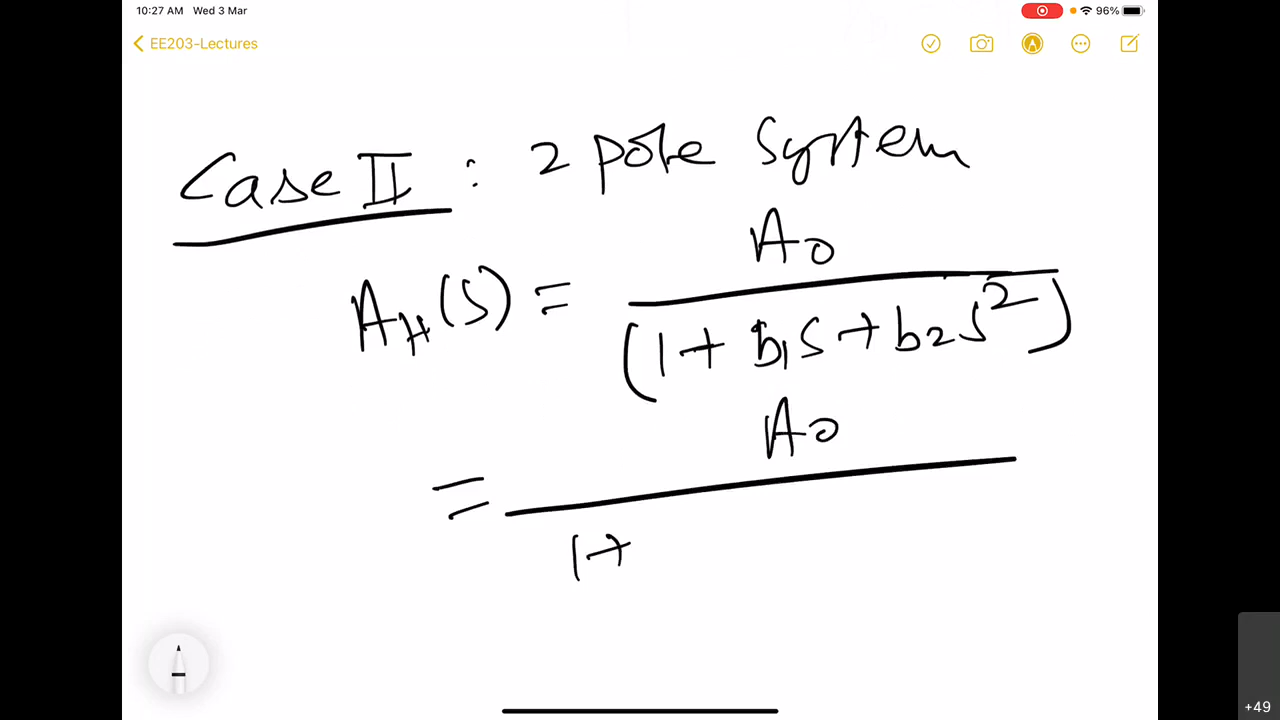 10:27 AM Wed 3 Mar 96%
EE203-Lectures
Case II : 2 pole system
A₀
A_H(s) = 
(1 + b₁s + b₂s²)
A₀
=
1+
+49